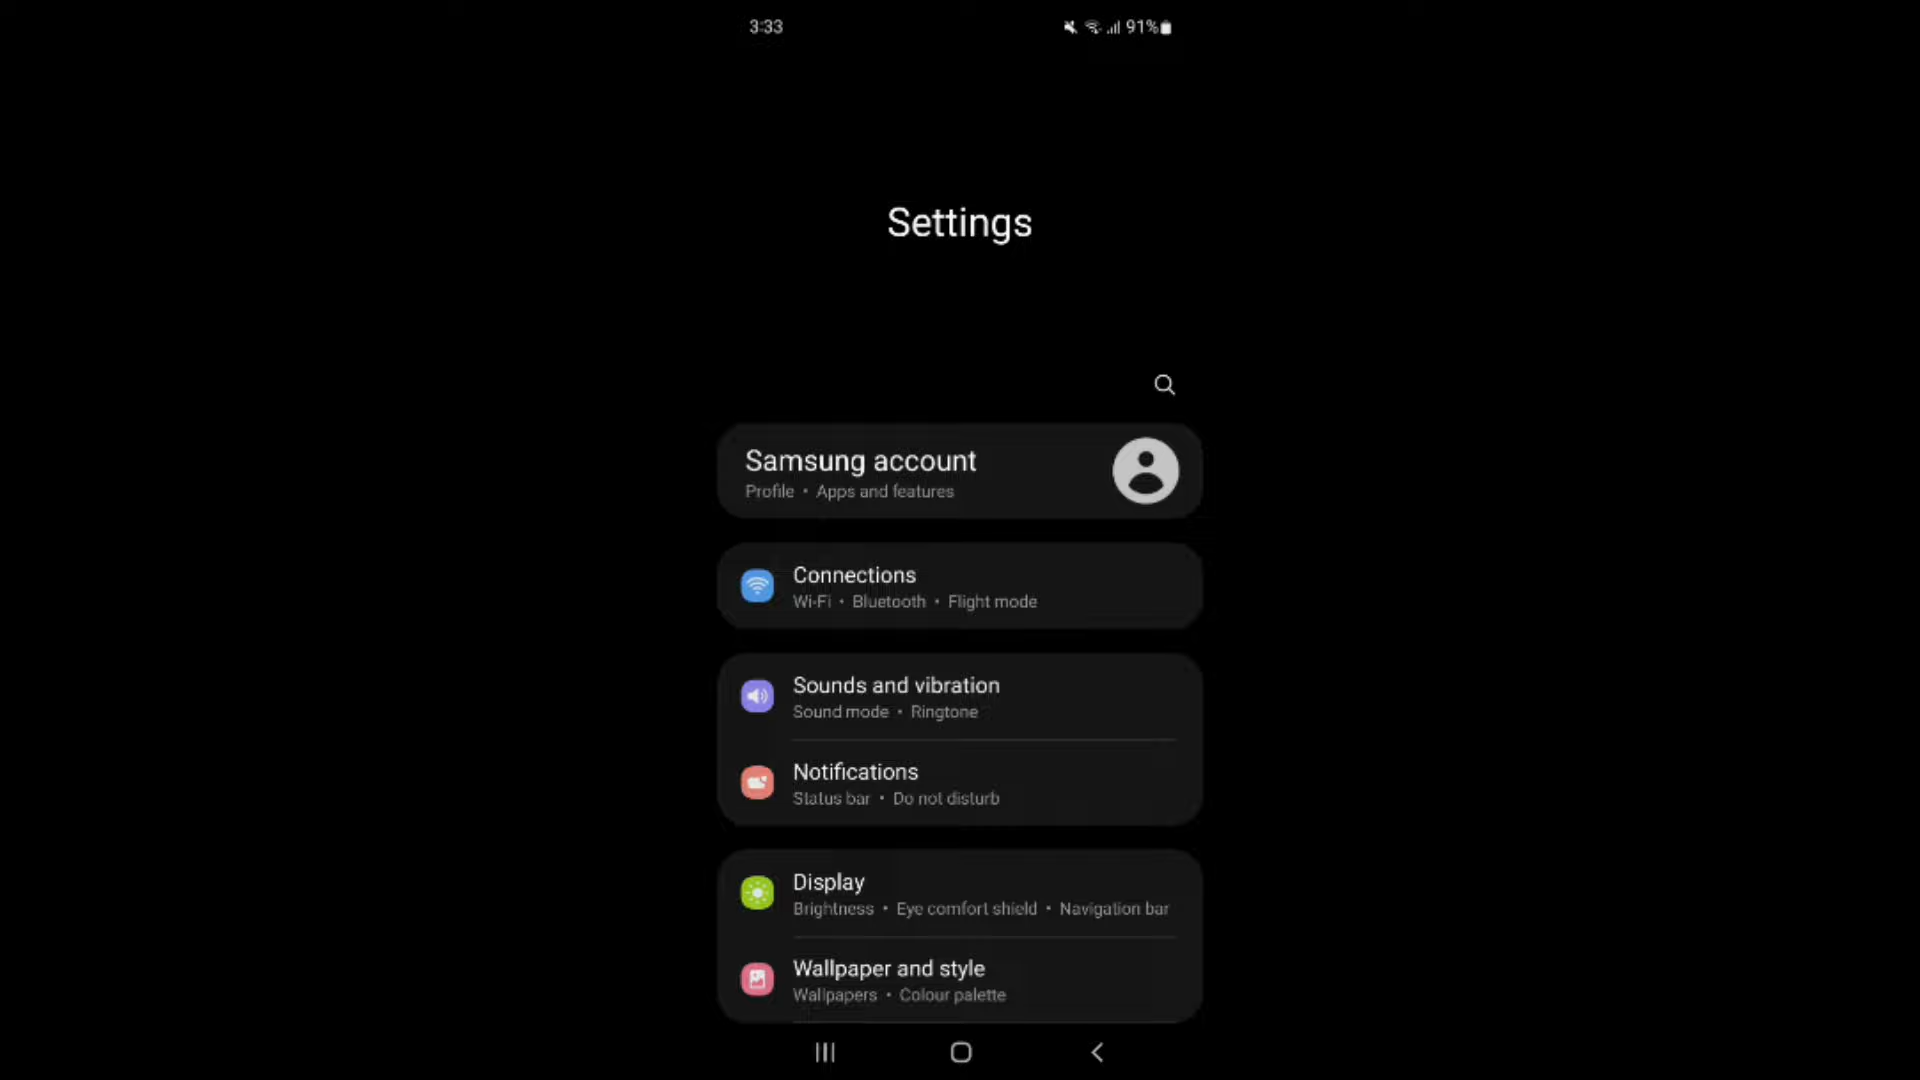 3:33
91%
Settings
Samsung account
Profile • Apps and features
Connections
Wi-Fi • Bluetooth • Flight mode
Sounds and vibration
Sound mode • Ringtone
Notifications
Status bar • Do not disturb
Display
Brightness • Eye comfort shield • Navigation bar
Wallpaper and style
Wallpapers • Colour palette